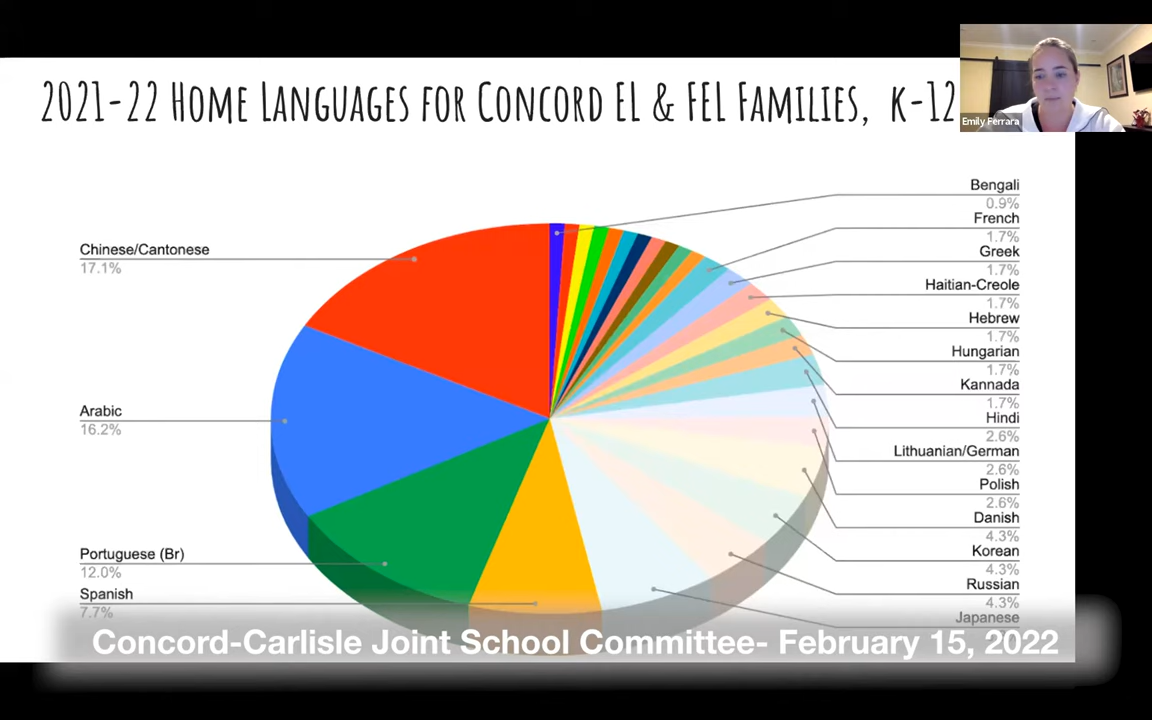 2021-22 Home Languages for Concord EL & FEL Families, K-12
Emily Ferrara
Chinese/Cantonese
17.1%
Arabic
16.2%
Portuguese (Br)
12.0%
Spanish
7.7%
Bengali
0.9%
French
1.7%
Greek
1.7%
Haitian-Creole
1.7%
Hebrew
1.7%
Hungarian
1.7%
Kannada
1.7%
Hindi
2.6%
Lithuanian/German
2.6%
Polish
2.6%
Danish
4.3%
Korean
4.3%
Russian
4.3%
Japanese
Concord-Carlisle Joint School Committee- February 15, 2022